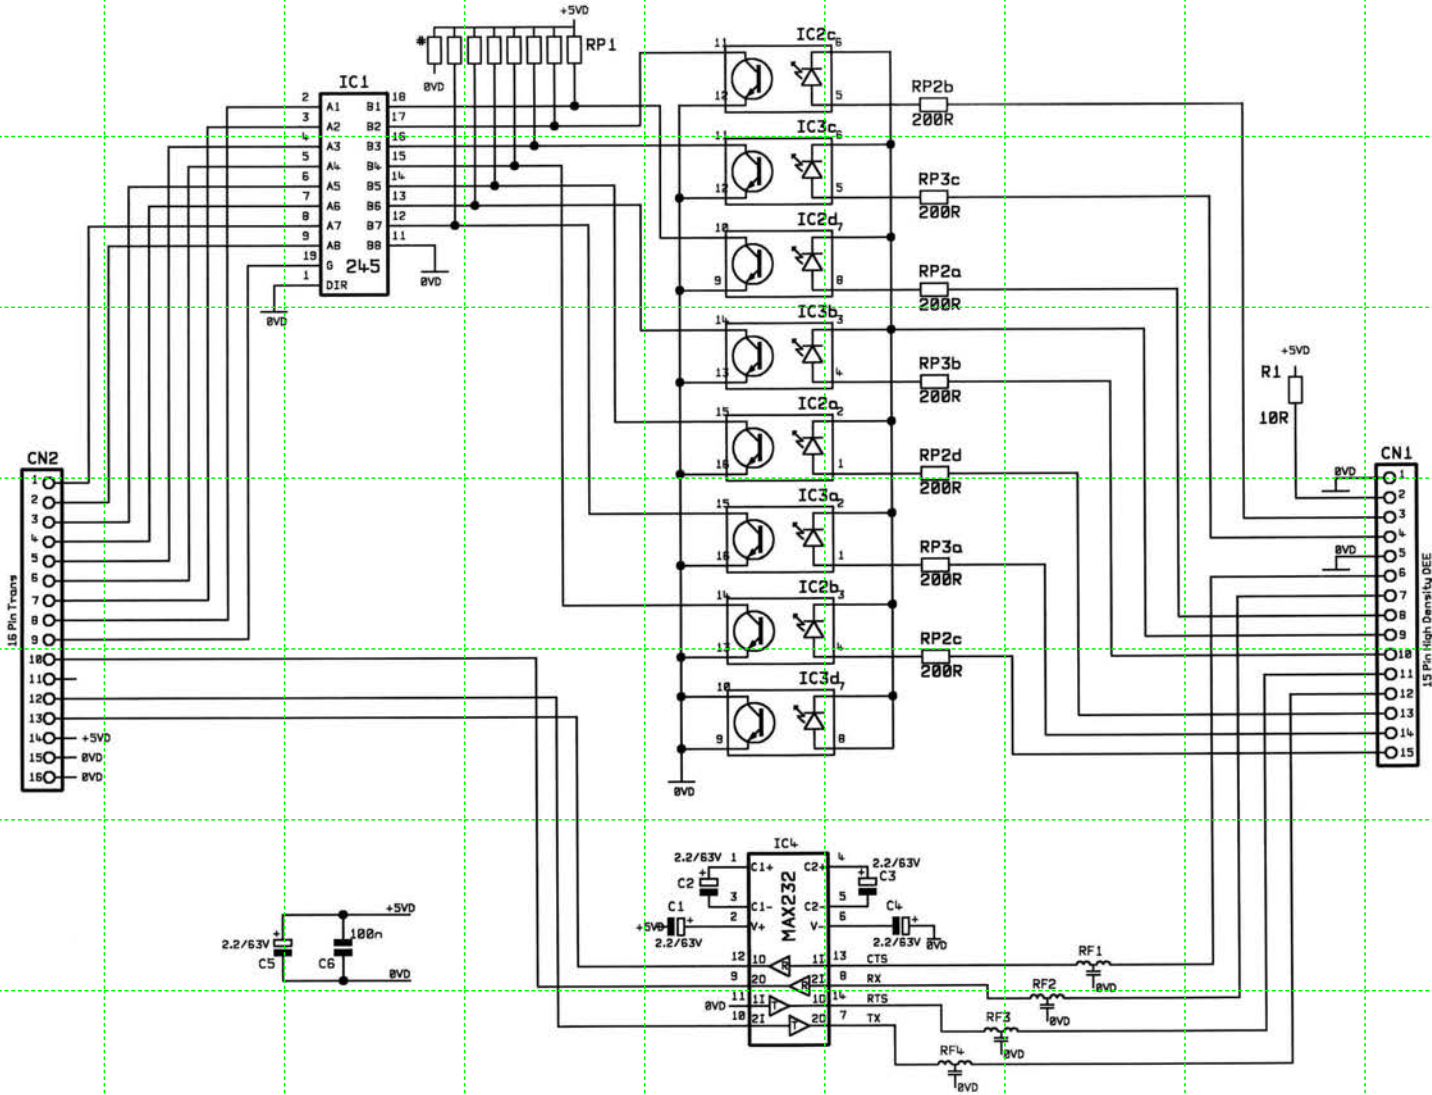 +5VD
* RP1
0VD
IC1
2 A1 B1 18
3 A2 B2 17
4 A3 B3 16
5 A4 B4 15
6 A5 B5 14
7 A6 B6 13
8 A7 B7 12
9 A8 B8 11
19 G 245
1 DIR
0VD
0VD
IC2c
11 6
12 5
RP2b
200R
IC3c
11 6
12 5
RP3c
200R
IC2d
10 7
9 8
RP2a
200R
IC3b
14 3
13 4
RP3b
200R
IC2a
15 2
16 1
RP2d
200R
IC3a
15 2
16 1
RP3a
200R
IC2b
14 3
13 4
RP2c
200R
IC3d
10 7
9 8
0VD
+5VD
R1
10R
CN1
0VD 1
2
3
4
0VD 5
6
7
8
9
10
11
12
13
14
15
15 Pin High Density DEE
CN2
1
2
3
4
5
6
7
8
9
10
11
12
13
14 +5VD
15 0VD
16 0VD
16 Pin Trans
IC4
MAX232
2.2/63V 1 C1+ C2+ 4 2.2/63V
+ C2 + C3
3 C1- C2- 5
C1 2 V+ V- 6 C4
+5VD + + 0VD
2.2/63V 2.2/63V
12 1O R 1I 13 CTS
9 2O R 2I 8 RX
0VD 11 1I T 1O 14 RTS
10 2I T 2O 7 TX
RF1
0VD
RF2
0VD
RF3
0VD
RF4
0VD
+5VD
+ 100n
2.2/63V
C5 C6
0VD